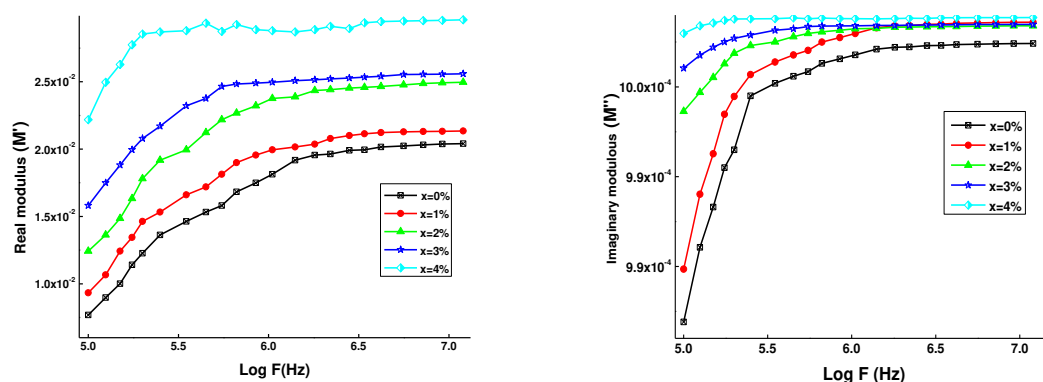 Real modulus (M')
2.5x10⁻²
2.0x10⁻²
1.5x10⁻²
1.0x10⁻²
x=0%
x=1%
x=2%
x=3%
x=4%
5.0 5.5 6.0 6.5 7.0
Log F(Hz)
Imaginary modulous (M'')
10.0x10⁻⁴
9.9x10⁻⁴
9.9x10⁻⁴
x=0%
x=1%
x=2%
x=3%
x=4%
5.0 5.5 6.0 6.5 7.0
Log F (Hz)